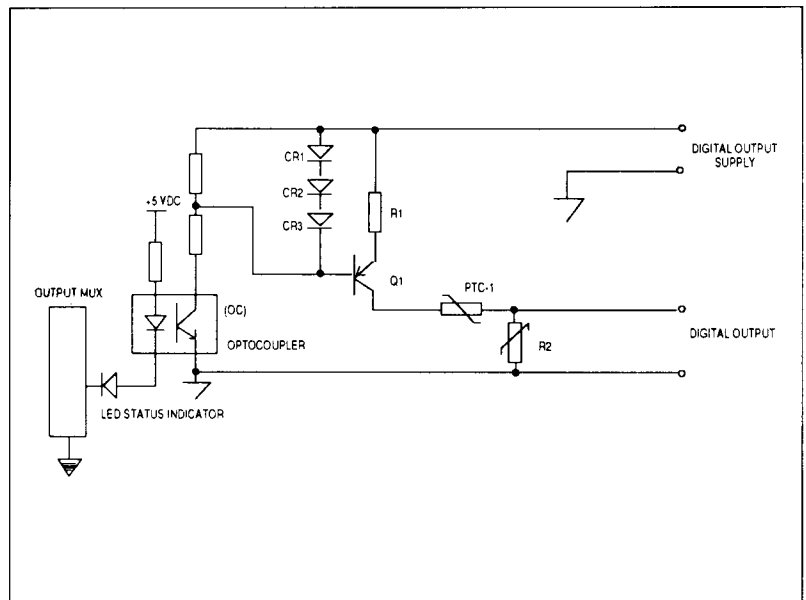 DIGITAL OUTPUT
SUPPLY
CR1
CR2
CR3
+5 VDC
R1
Q1
PTC-1
OUTPUT MUX
(OC)
OPTOCOUPLER
DIGITAL OUTPUT
R2
LED STATUS INDICATOR